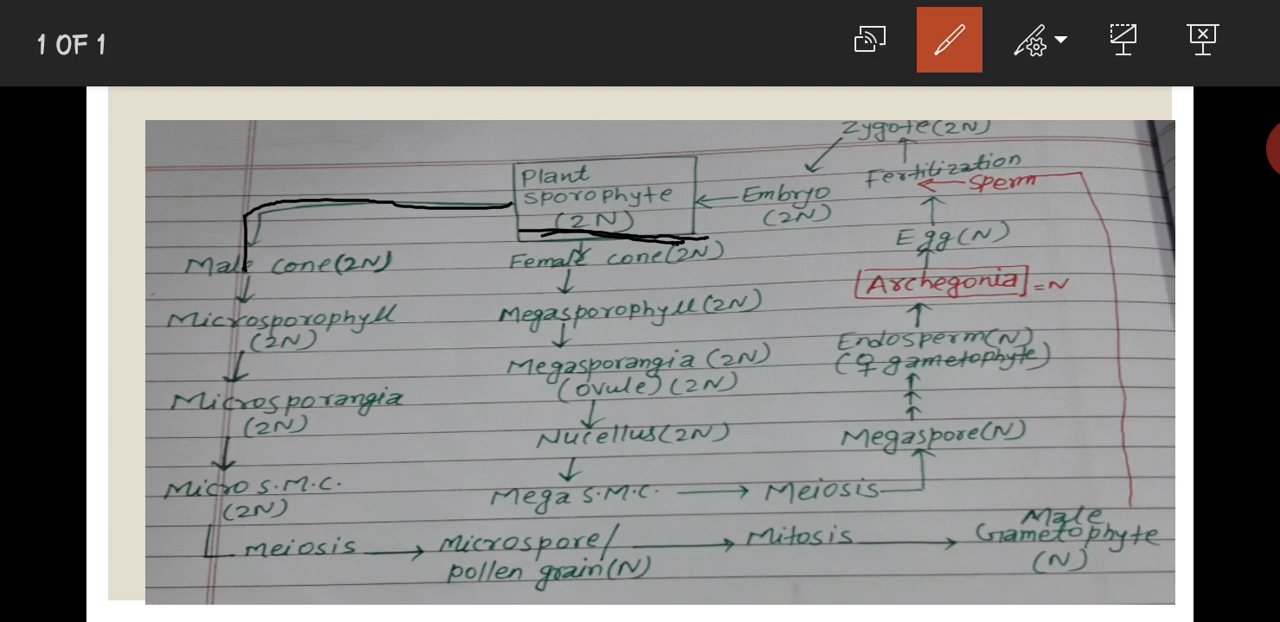 1 OF 1
Zygote(2N)
Plant
sporophyte
(2N)
Embryo
(2N)
Fertilization
Sperm
Egg(N)
Archegonia =N
Endosperm(N)
(♀ gametophyte)
Megaspore(N)
Male cone(2N)
Microsporophyll
(2N)
Microsporangia
(2N)
Micro S.M.C.
(2N)
Female cone(2N)
Megasporophyll(2N)
Megasporangia (2N)
(ovule)(2N)
Nucellus(2N)
Mega S.M.C. → Meiosis
Meiosis → Microspore/ → Mitosis → Male
pollen grain(N)
Gametophyte
(N)